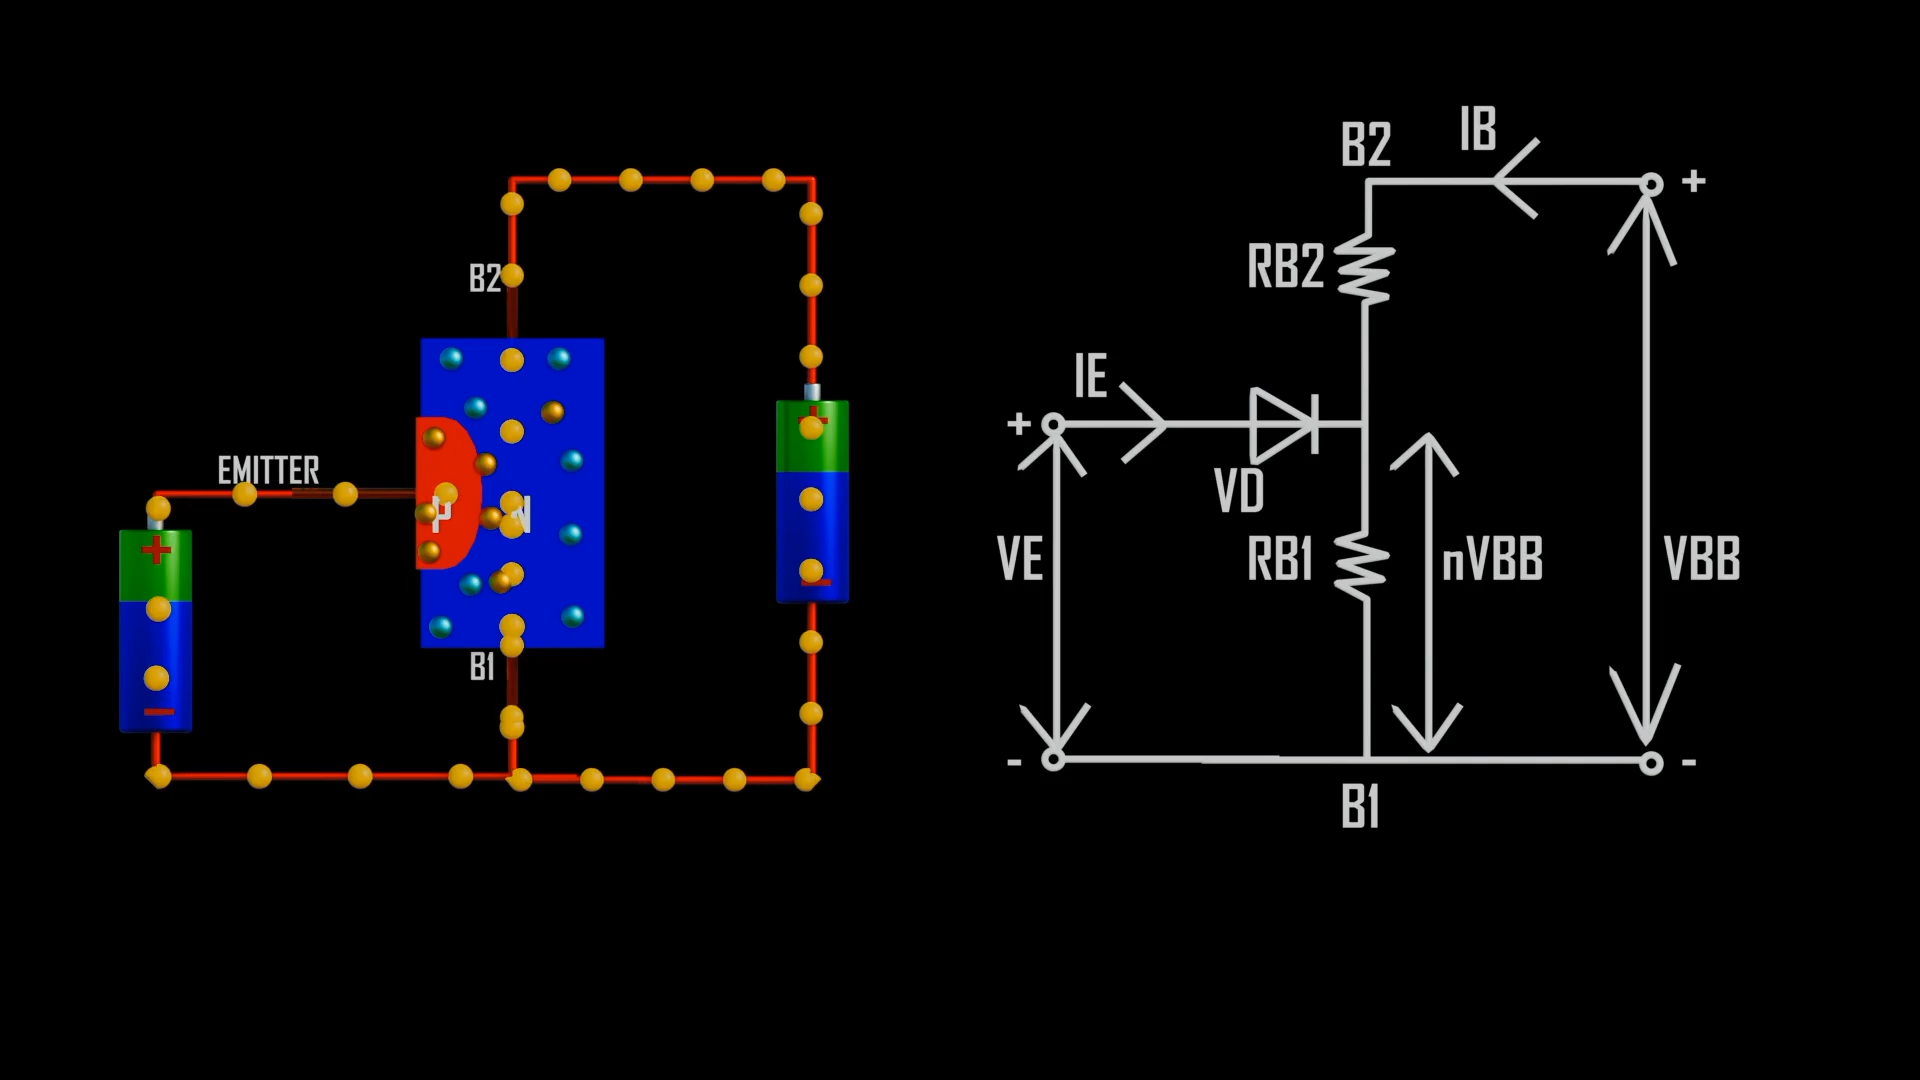 B2
EMITTER
P
N
B1
+
-
+
-
B2
IB
+
RB2
IE
+
VD
VE
RB1
nVBB
VBB
-
-
B1